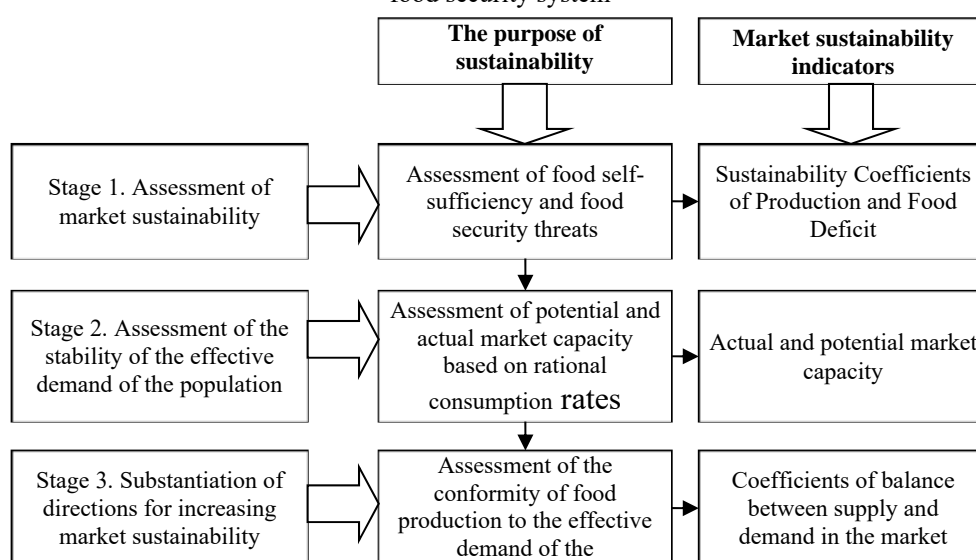 food security system
The purpose of
sustainability
Market sustainability
indicators
Stage 1. Assessment of
market sustainability
Assessment of food self-
sufficiency and food
security threats
Sustainability Coefficients
of Production and Food
Deficit
Stage 2. Assessment of the
stability of the effective
demand of the population
Assessment of potential and
actual market capacity
based on rational
consumption rates
Actual and potential market
capacity
Stage 3. Substantiation of
directions for increasing
market sustainability
Assessment of the
conformity of food
production to the effective
demand of the
Coefficients of balance
between supply and
demand in the market